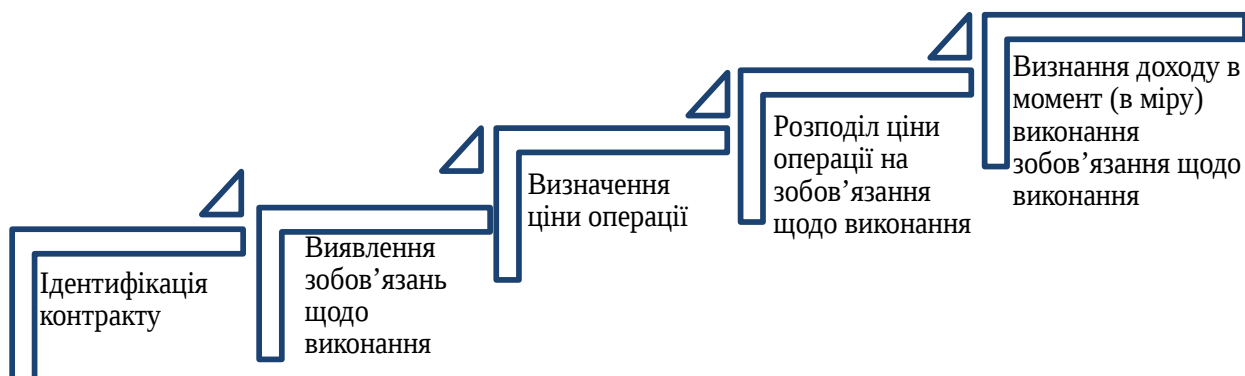 Ідентифікація
контракту
Виявлення
зобов’язань
щодо
виконання
Визначення
ціни операції
Розподіл ціни
операції на
зобов’язання
щодо виконання
Визнання доходу в
момент (в міру)
виконання
зобов’язання щодо
виконання